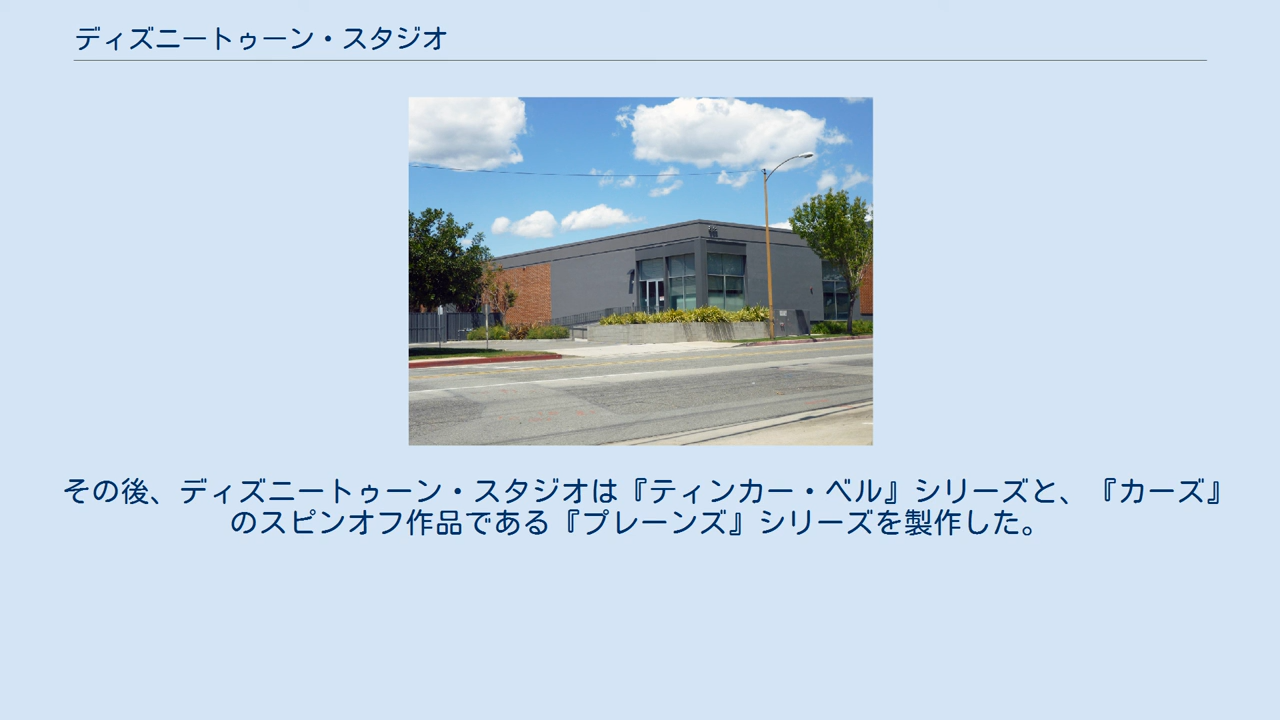 ディズニートゥーン・スタジオ
その後、ディズニートゥーン・スタジオは『ティンカー・ベル』シリーズと、『カーズ』
のスピンオフ作品である『プレーンズ』シリーズを製作した。